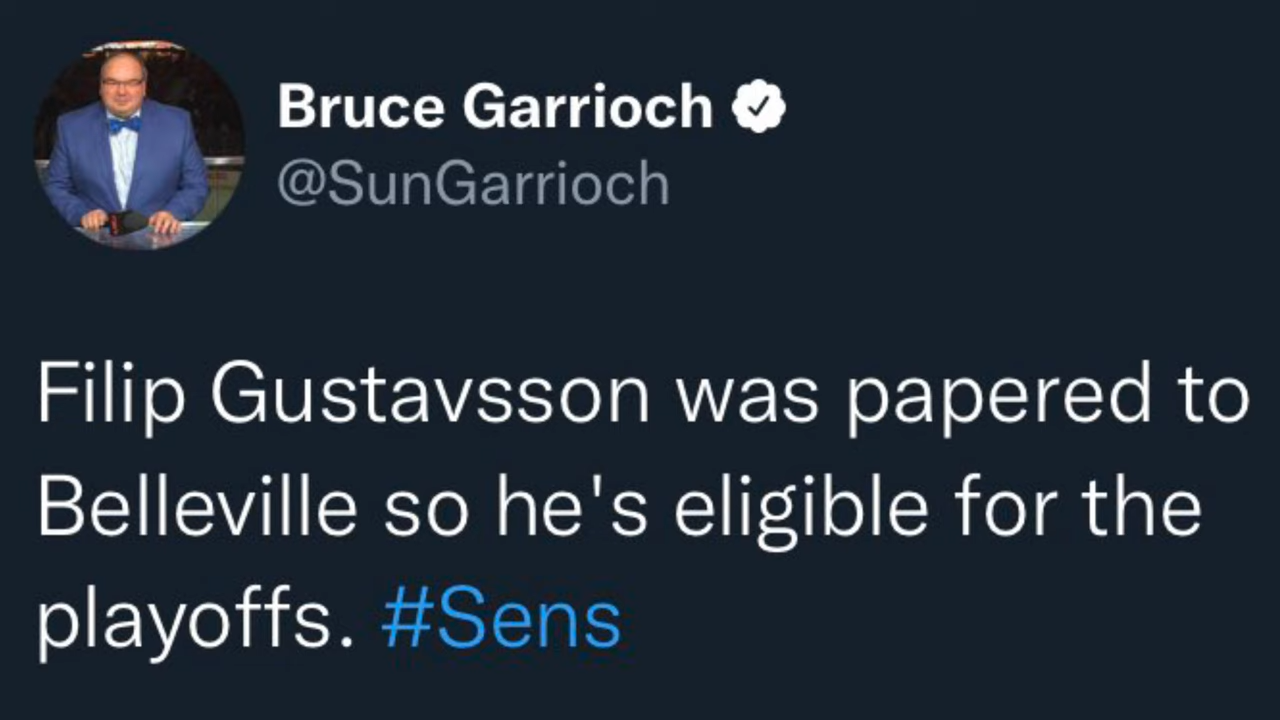 Bruce Garrioch
@SunGarrioch
Filip Gustavsson was papered to
Belleville so he's eligible for the
playoffs. #Sens